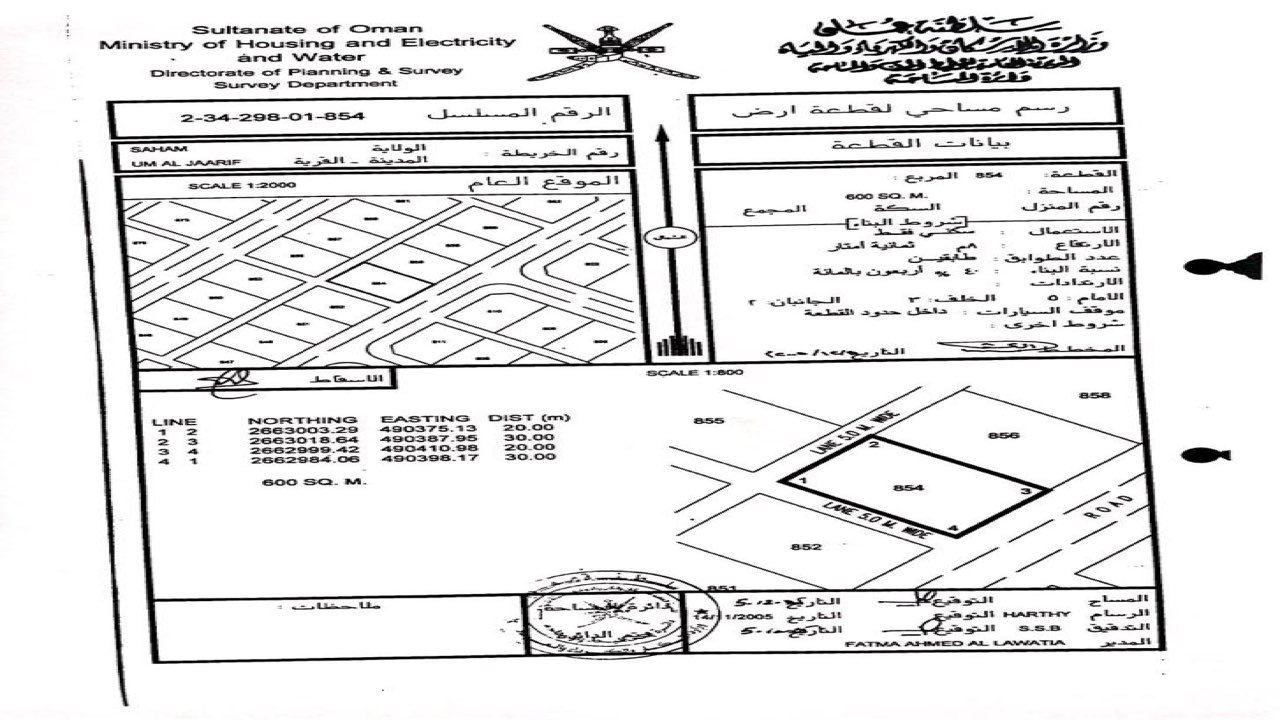 Sultanate of Oman
Ministry of Housing and Electricity
and Water
Directorate of Planning & Survey
Survey Department
سلطنة عمان
وزارة الإسكان والكهرباء والمياه
دائرة المساحة
رسم مساحي لقطعة ارض
2-34-298-01-854 الرقم المسلسل
بيانات القطعة
SAHAM الولاية
UM AL JAARIF المدينة - القرية
رقم الخريطة :
SCALE 1:2000 الموقع العام
القطعة: 854 المربع:
المساحة : 600 SQ. M.
رقم المنزل السكة المجمع
شروط البناء
الاستعمال : سكني فقط
الارتفاع : ٨م ثمانية أمتار
عدد الطوابق : طابقين
نسبة البناء : ٤٠ % أربعون بالمائة
الارتدادات :
الامام : ٥ الخلف: ٣ الجانبان: ٢
موقف السيارات : داخل حدود القطعة
شروط اخرى :
المخطط التاريخ
الشمال
الاسقاط
SCALE 1:800
LINE NORTHING EASTING DIST (m)
1 2 2663003.29 490375.13 20.00
2 3 2663018.64 490387.95 30.00
3 4 2662999.42 490410.98 20.00
4 1 2662984.06 490398.17 30.00
600 SQ. M.
855
858
856
LANE 5.0 M. WIDE
2
1
854
3
ROAD
LANE 5.0 M. WIDE
4
852
851
ملاحظات :
دائرة المساحة
المساح التوقيع التاريخ
الرسام HARTHY التوقيع التاريخ 14/11/2005
التدقيق S.S.B التوقيع التاريخ
المدير FATMA AHMED AL LAWATIA